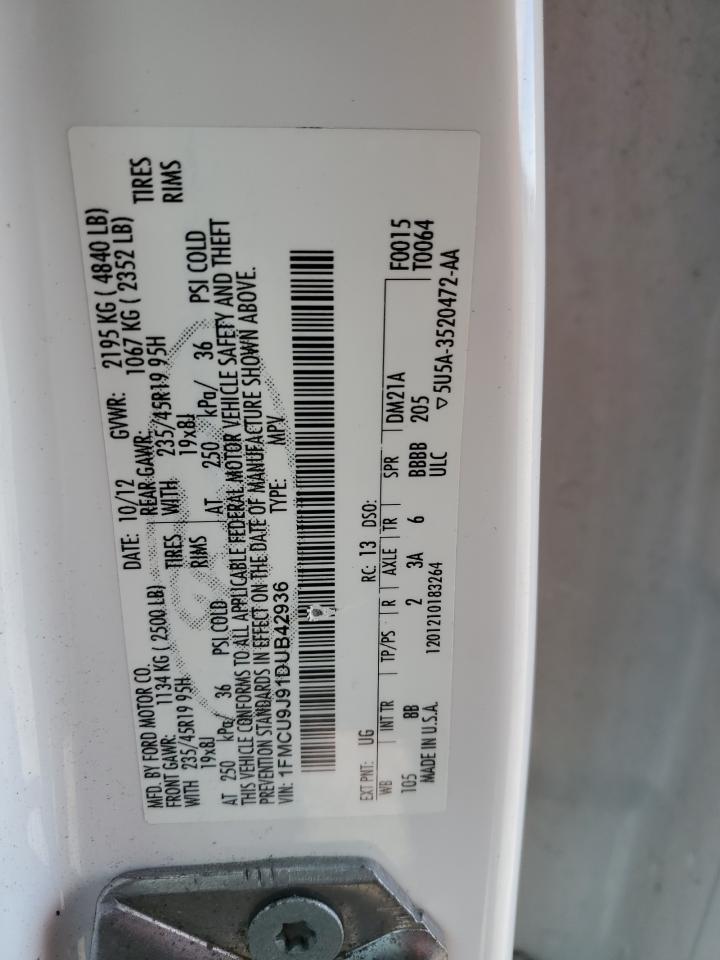 MFD. BY FORD MOTOR CO.
DATE: 10/12 GVWR: 2195 KG ( 4840 LB)
FRONT GAWR: 1134 KG ( 2500 LB) REAR GAWR: 1067 KG ( 2352 LB)
WITH 235/45R19 95H TIRES WITH 235/45R19 95H TIRES
19x8J RIMS 19x8J RIMS
AT 250 kPa/ 36 PSI COLD AT 250 kPa/ 36 PSI COLD
THIS VEHICLE CONFORMS TO ALL APPLICABLE FEDERAL MOTOR VEHICLE SAFETY AND THEFT
PREVENTION STANDARDS IN EFFECT ON THE DATE OF MANUFACTURE SHOWN ABOVE.
VIN: 1FMCU9J91DUB42936 TYPE: MPV
EXT PNT: UG RC: 13 DSO: F0015
WB INT TR TP/PS R AXLE TR SPR DM21A T0064
105 8B 2 3A 6 BBBB 205
ULC
MADE IN U.S.A. 1201210183264 ▽5U5A-3520472-AA